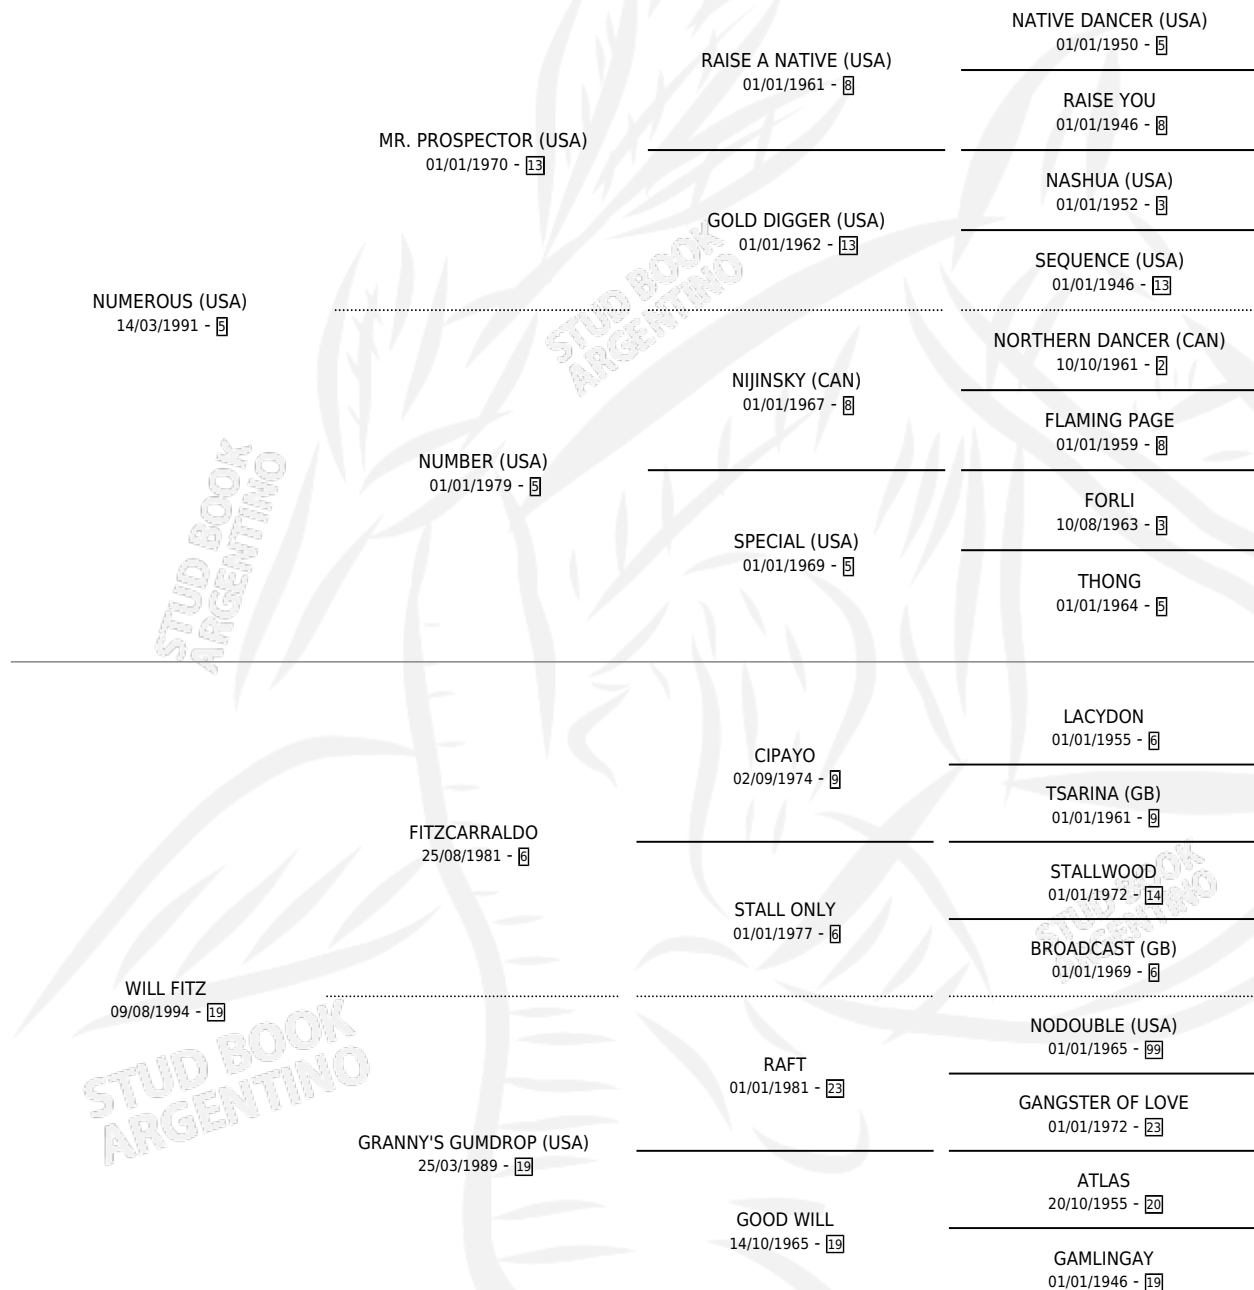 NATIVE DANCER (USA)
01/01/1950 - 5
RAISE A NATIVE (USA)
01/01/1961 - 8
RAISE YOU
01/01/1946 - 8
MR. PROSPECTOR (USA)
01/01/1970 - 13
NASHUA (USA)
01/01/1952 - 3
GOLD DIGGER (USA)
01/01/1962 - 13
SEQUENCE (USA)
01/01/1946 - 13
NUMEROUS (USA)
14/03/1991 - 5
STUD BOOK
ARGENTINO
NORTHERN DANCER (CAN)
10/10/1961 - 2
NIJINSKY (CAN)
01/01/1967 - 8
FLAMING PAGE
01/01/1959 - 8
NUMBER (USA)
01/01/1979 - 5
FORLI
10/08/1963 - 3
SPECIAL (USA)
01/01/1969 - 5
THONG
01/01/1964 - 5
STUD BOOK
ARGENTINO
LACYDON
01/01/1955 - 6
CIPAYO
02/09/1974 - 9
TSARINA (GB)
01/01/1961 - 9
FITZCARRALDO
25/08/1981 - 6
STALLWOOD
01/01/1972 - 14
STALL ONLY
01/01/1977 - 6
STUD BOOK
ARGENTINO
BROADCAST (GB)
01/01/1969 - 6
WILL FITZ
09/08/1994 - 19
NODOUBLE (USA)
01/01/1965 - 99
RAFT
01/01/1981 - 23
GANGSTER OF LOVE
01/01/1972 - 23
STUD BOOK
ARGENTINO
GRANNY'S GUMDROP (USA)
25/03/1989 - 19
ATLAS
20/10/1955 - 20
GOOD WILL
14/10/1965 - 19
GAMLINGAY
01/01/1946 - 19